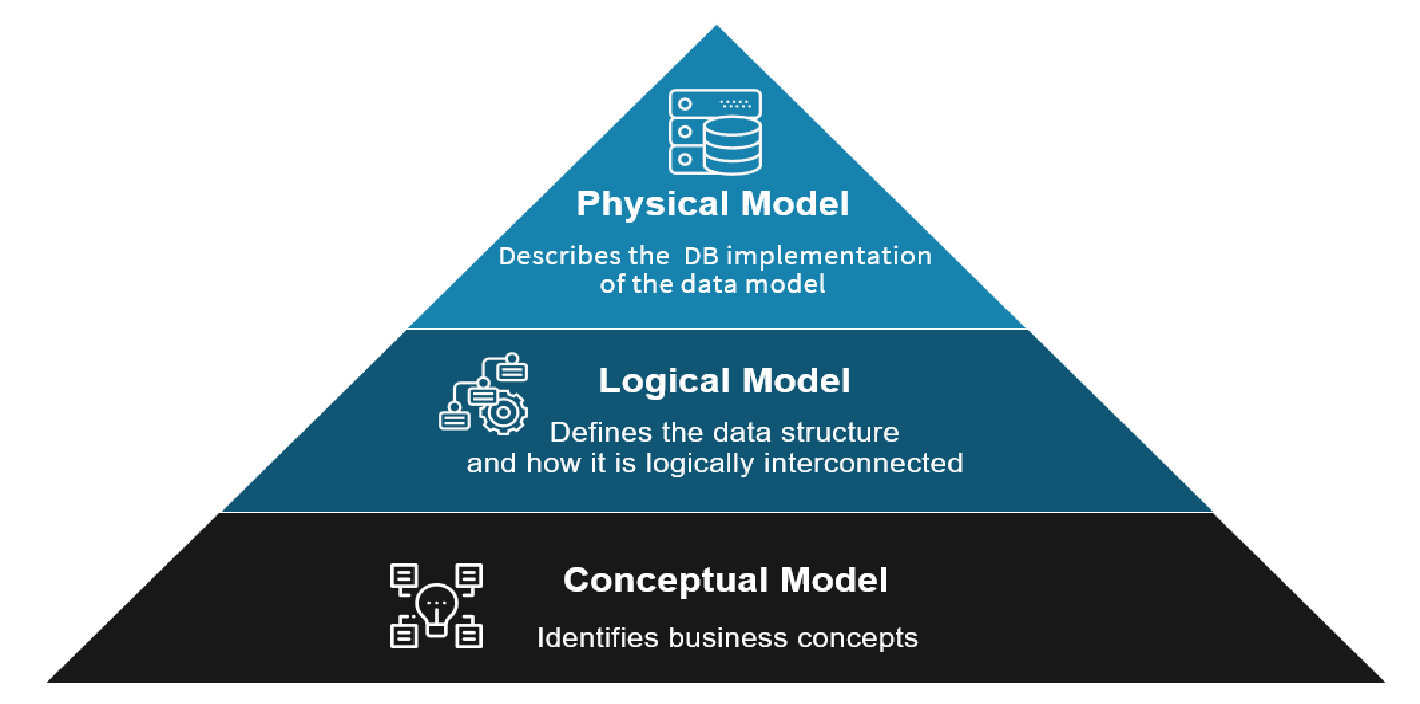 Physical Model
Describes the  DB implementation
of the data model
Logical Model
Defines the data structure
and how it is logically interconnected
Conceptual Model
Identifies business concepts